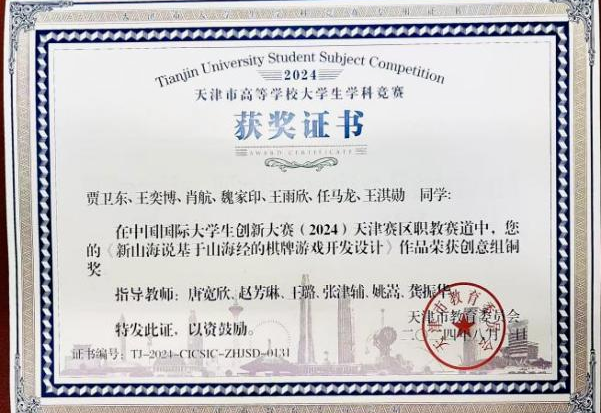 Tianjin University Student Subject Competition
2024
天津市高等学校大学生学科竞赛
获奖证书
AWARD CERTIFICATE
贾卫东、王奕博、肖航、魏家印、王雨欣、任马龙、王淇勋 同学:
在中国国际大学生创新大赛（2024）天津赛区职教赛道中，您
的《新山海说基于山海经的棋牌游戏开发设计》作品荣获创意组铜
奖
指导教师：唐宽欣、赵芳琳、王璐、张津辅、姚嵩、龚振华
天津市教育委员会
特发此证，以资鼓励。
二〇二四年八月 日
证书编号：TJ-2024-CICSIC-ZHJSD-0131